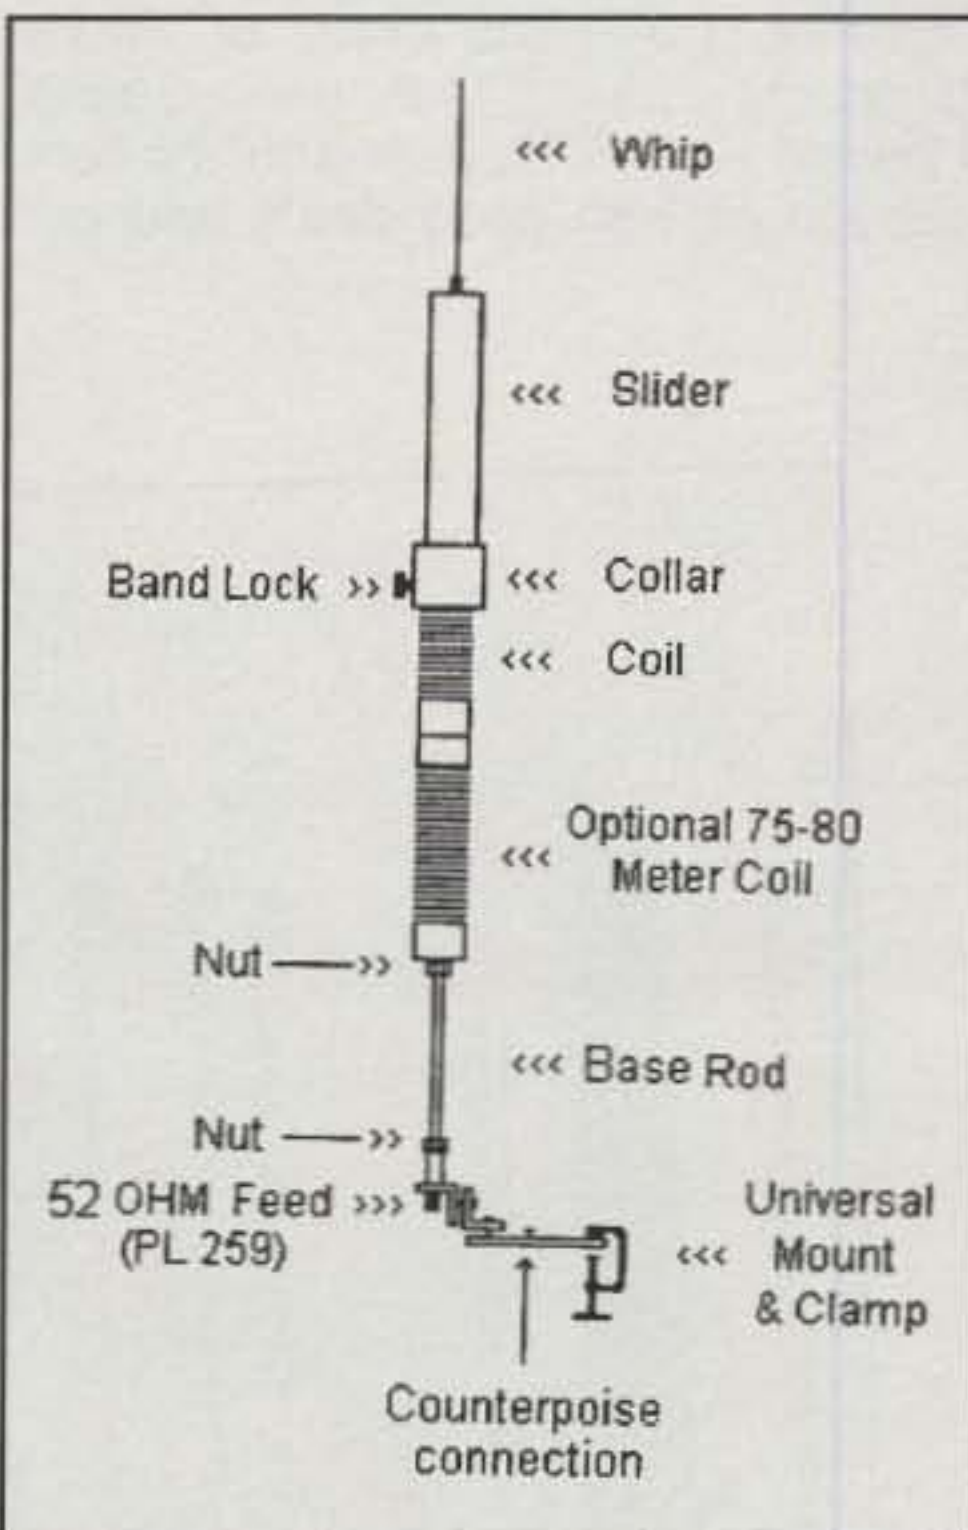 <<< Whip
<<< Slider
Band Lock >>
<<< Collar
<<< Coil
<<< Optional 75-80
Meter Coil
Nut >>
<<< Base Rod
Nut >>
52 OHM Feed >>>
(PL 259)
<<< Universal
Mount
& Clamp
Counterpoise
connection